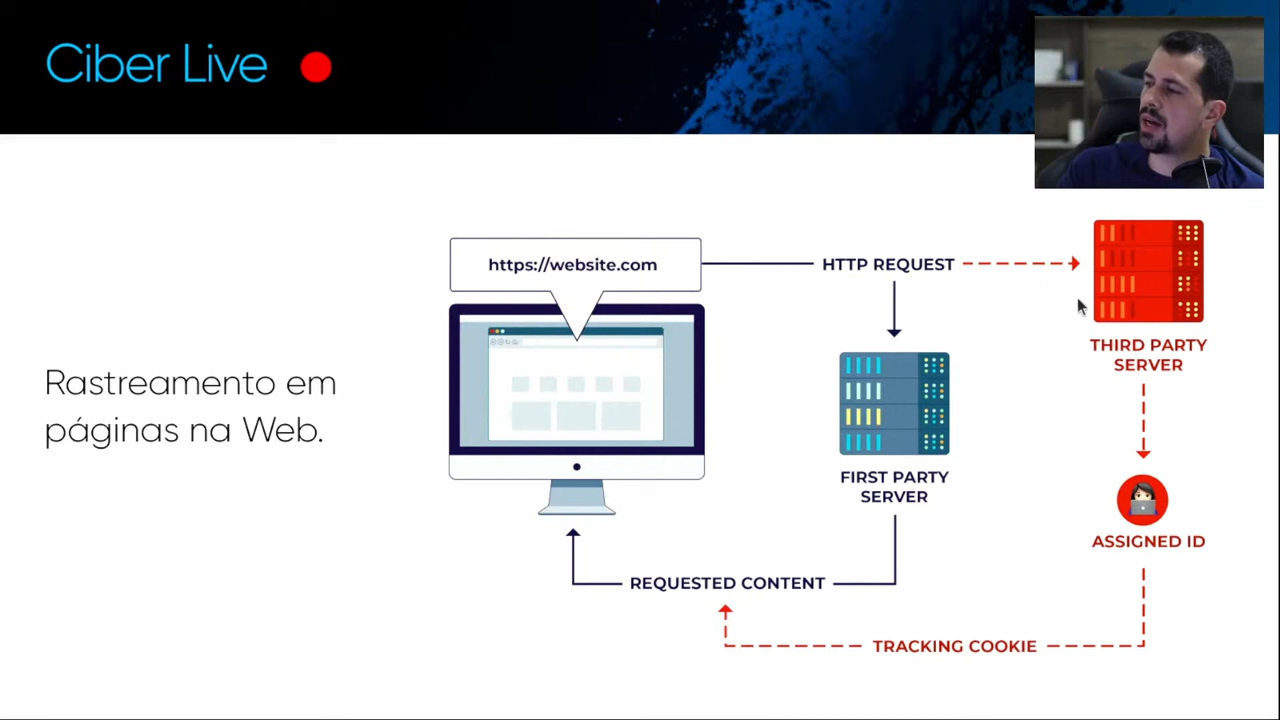 Ciber Live
https://website.com
HTTP REQUEST
THIRD PARTY
SERVER
Rastreamento em
páginas na Web.
FIRST PARTY
SERVER
ASSIGNED ID
REQUESTED CONTENT
TRACKING COOKIE